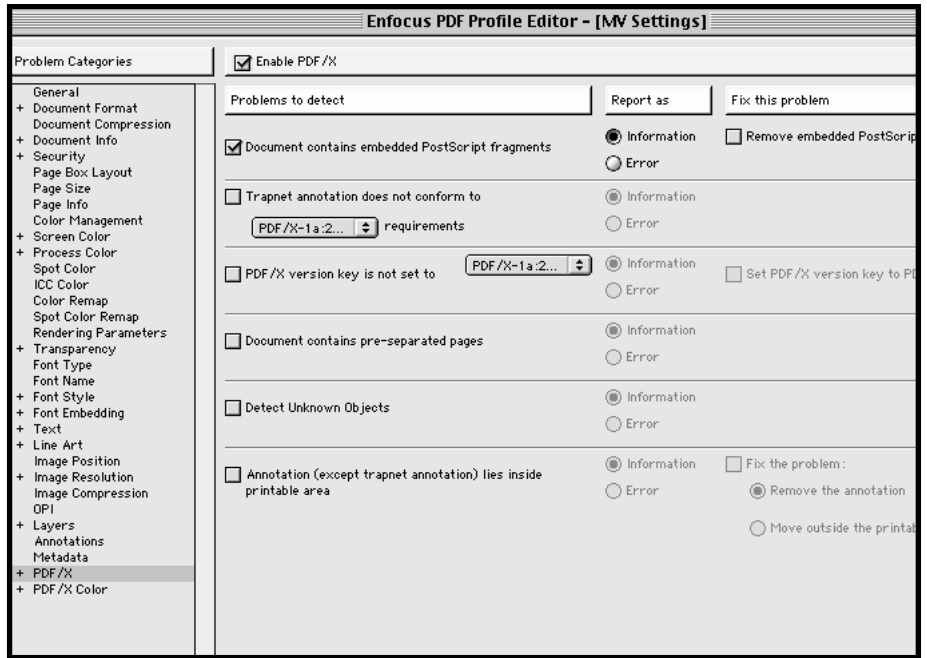 Enfocus PDF Profile Editor - [MV Settings]
Problem Categories
Enable PDF/X
General
+ Document Format
Document Compression
+ Document Info
+ Security
Page Box Layout
Page Size
Page Info
Color Management
+ Screen Color
+ Process Color
Spot Color
ICC Color
Color Remap
Spot Color Remap
Rendering Parameters
+ Transparency
Font Type
Font Name
+ Font Style
+ Font Embedding
+ Text
+ Line Art
Image Position
+ Image Resolution
Image Compression
OPI
+ Layers
Annotations
Metadata
+ PDF/X
+ PDF/X Color
Problems to detect
Report as
Fix this problem
Document contains embedded PostScript fragments
Information
Error
Remove embedded PostScrip
Trapnet annotation does not conform to
PDF/X-1a:2... requirements
Information
Error
PDF/X version key is not set to PDF/X-1a:2...
Information
Error
Set PDF/X version key to PD
Document contains pre-separated pages
Information
Error
Detect Unknown Objects
Information
Error
Annotation (except trapnet annotation) lies inside
printable area
Information
Error
Fix the problem:
Remove the annotation
Move outside the printab